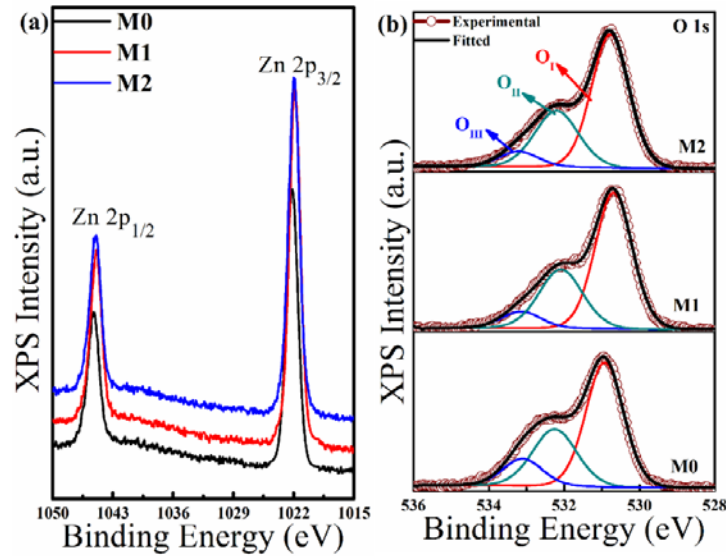 (a)
M0
M1
M2
Zn 2p3/2
Zn 2p1/2
XPS Intensity (a.u.)
1050 1043 1036 1029 1022 1015
Binding Energy (eV)
(b)
Experimental
Fitted
O 1s
OI
OII
OIII
M2
M1
M0
XPS Intensity (a.u.)
536 534 532 530 528
Binding Energy (eV)